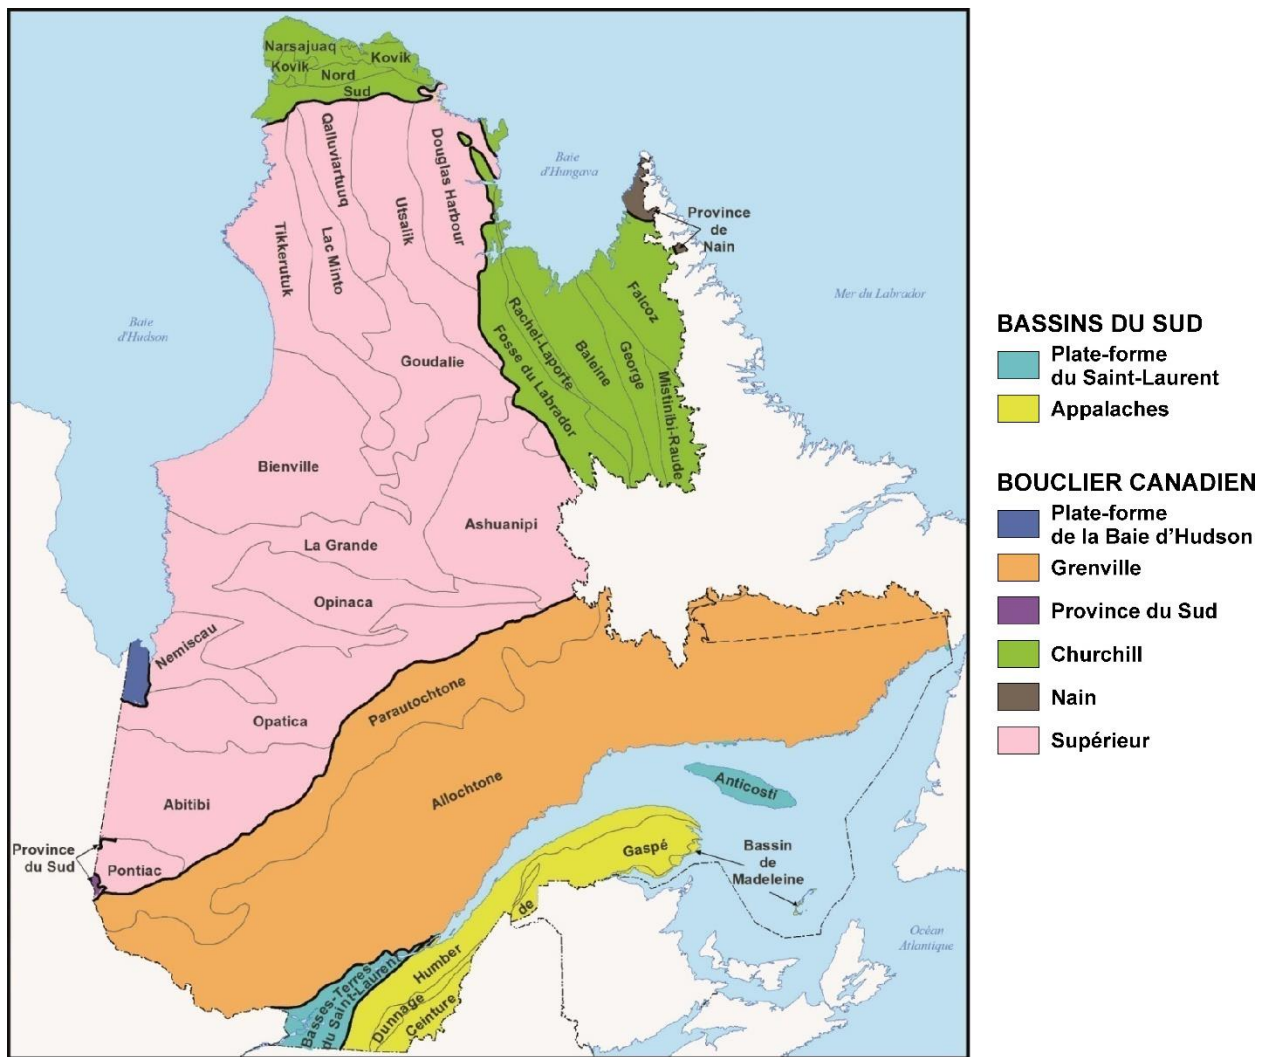 Narsajuaq
Kovik
Kovik
Nord
Sud
Qalluviartuuq
Douglas Harbour
Utsalik
Lac Minto
Tikkerutuk
Baie
d'Hungava
Province
de
Nain
Mer du Labrador
Baie
d'Hudson
Falcoz
Rachel-Laporte
Baleine
George
Fosse du Labrador
Mistinibi-Raude
Goudalie
Bienville
Ashuanipi
La Grande
Opinaca
Nemiscau
Opatica
Parautochtone
Allochtone
Abitibi
Province
du Sud
Pontiac
Anticosti
Gaspé
Bassin
de
Madeleine
de
Humber
Dunnage
Ceinture
Basses-Terres
du Saint-Laurent
Océan
Atlantique
BASSINS DU SUD
Plate-forme
du Saint-Laurent
Appalaches
BOUCLIER CANADIEN
Plate-forme
de la Baie d'Hudson
Grenville
Province du Sud
Churchill
Nain
Supérieur